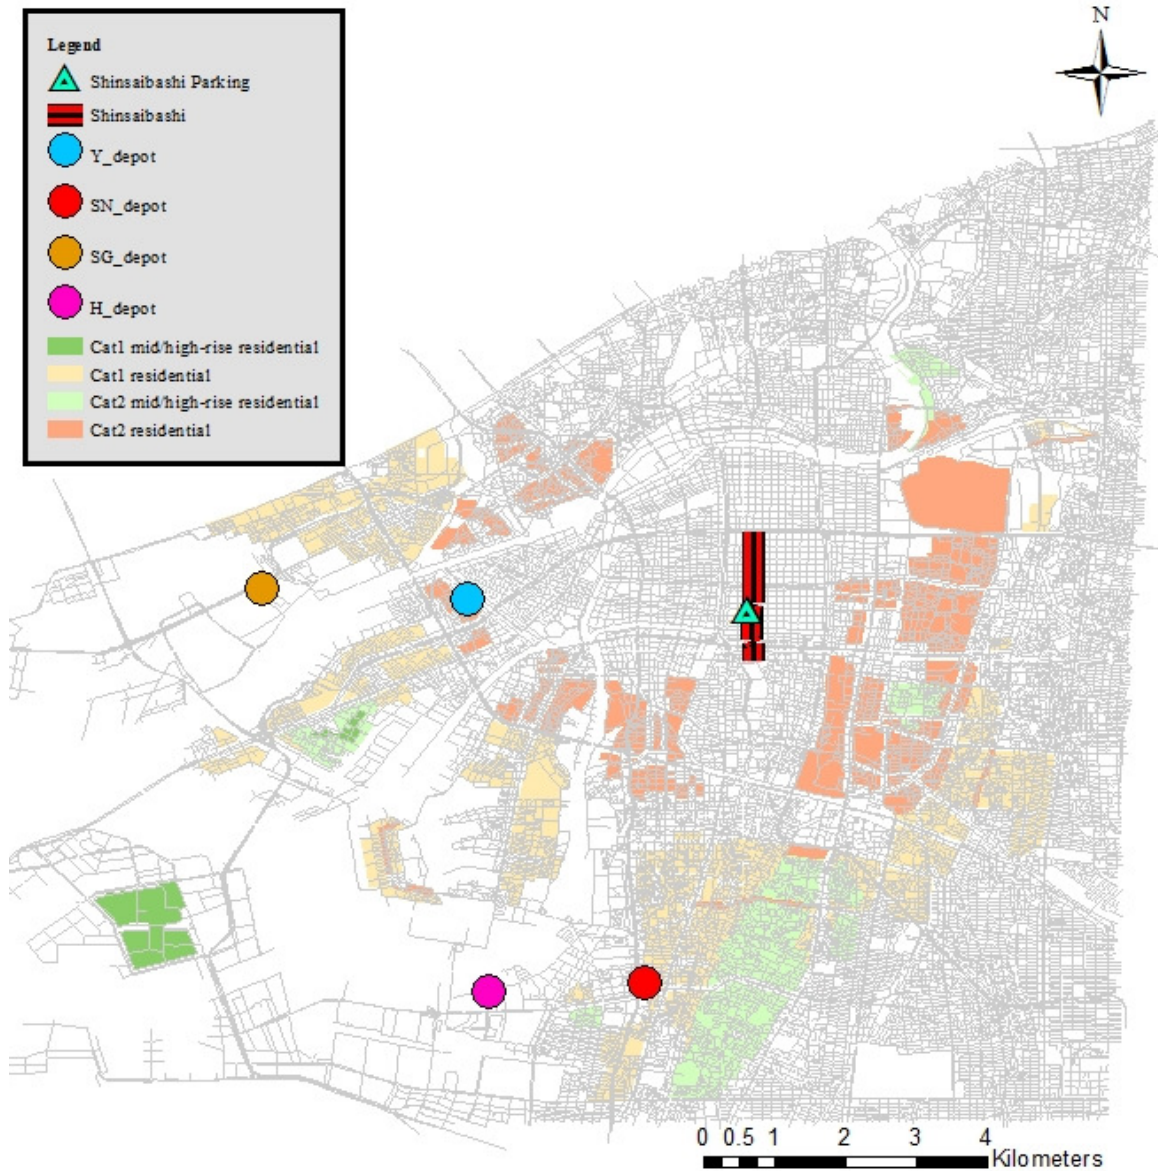 N
Legend
Shinsaibashi Parking
Shinsaibashi
Y_depot
SN_depot
SG_depot
H_depot
Cat1 mid/high-rise residential
Cat1 residential
Cat2 mid/high-rise residential
Cat2 residential
0 0.5 1 2 3 4
Kilometers